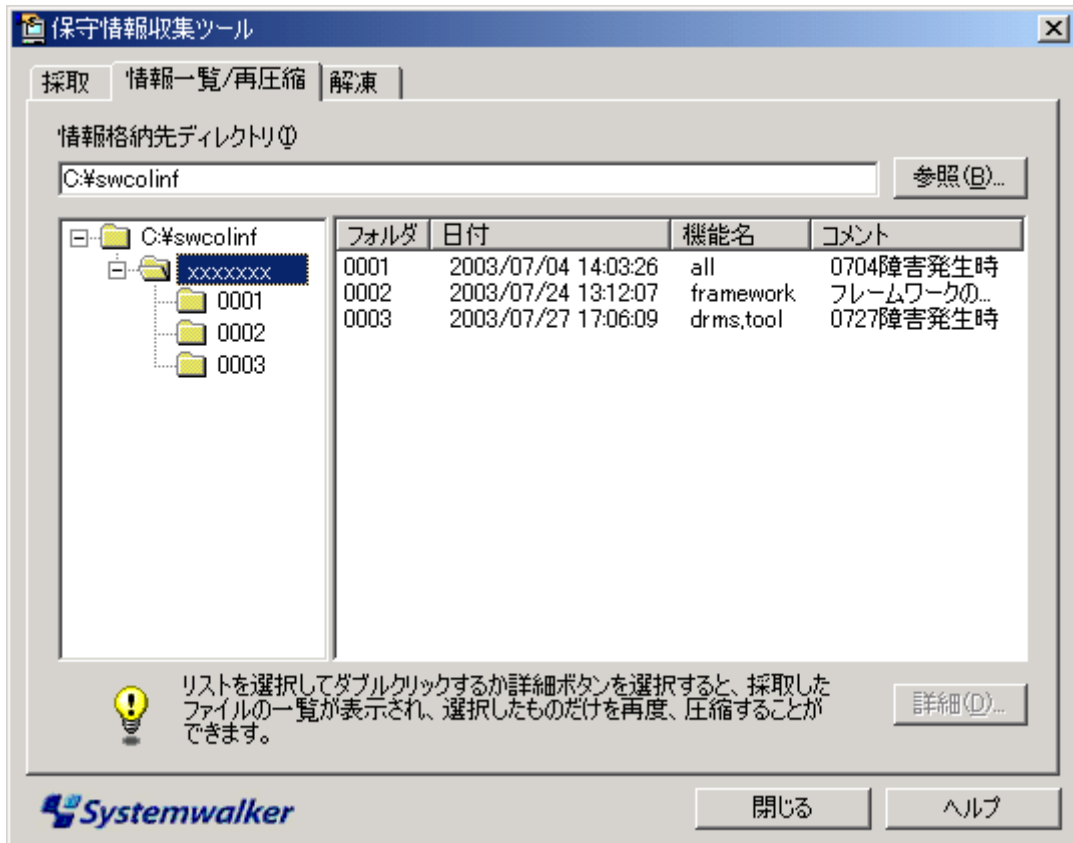 保守情報収集ツール
採取 情報一覧/再圧縮 解凍
情報格納先ディレクトリ(I)
C:¥swcolinf 参照(B)...
C:¥swcolinf
xxxxxxx
0001
0002
0003
フォルダ 日付 機能名 コメント
0001 2003/07/04 14:03:26 all 0704障害発生時
0002 2003/07/24 13:12:07 framework フレームワークの...
0003 2003/07/27 17:06:09 drms,tool 0727障害発生時
リストを選択してダブルクリックするか詳細ボタンを選択すると、採取した
ファイルの一覧が表示され、選択したものだけを再度、圧縮することが
できます。
詳細(D)...
Systemwalker 閉じる ヘルプ